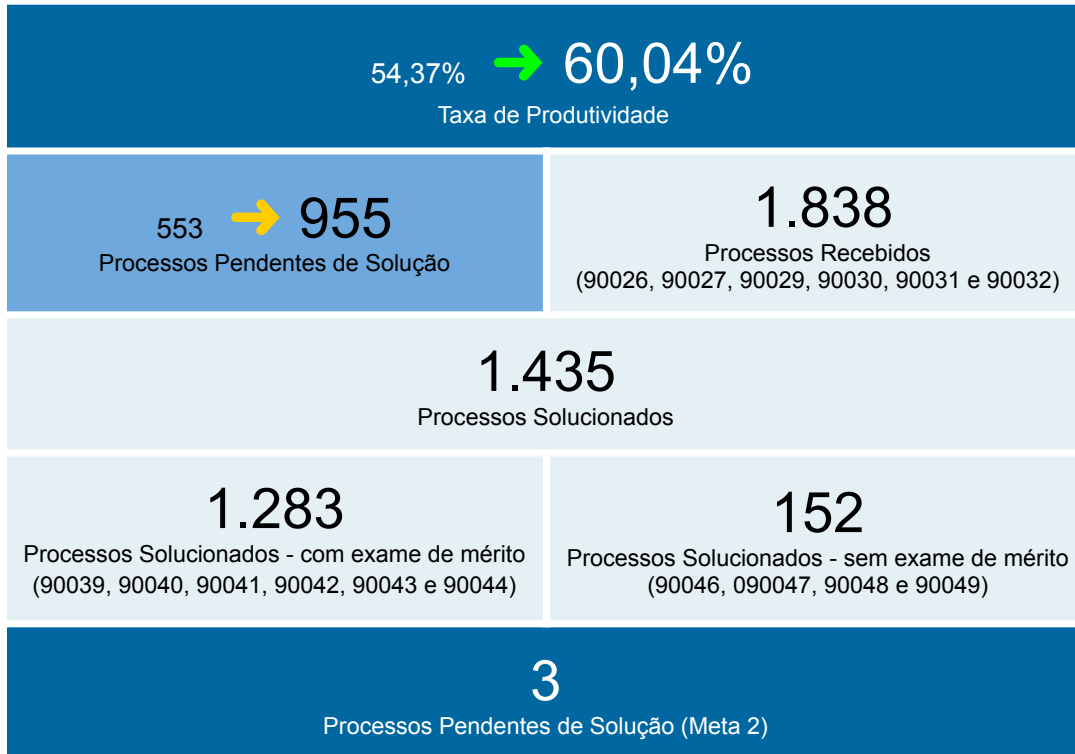 54,37% ➜ 60,04%
Taxa de Produtividade
553 ➜ 955
Processos Pendentes de Solução
1.838
Processos Recebidos
(90026, 90027, 90029, 90030, 90031 e 90032)
1.435
Processos Solucionados
1.283
Processos Solucionados - com exame de mérito
(90039, 90040, 90041, 90042, 90043 e 90044)
152
Processos Solucionados - sem exame de mérito
(90046, 090047, 90048 e 90049)
3
Processos Pendentes de Solução (Meta 2)